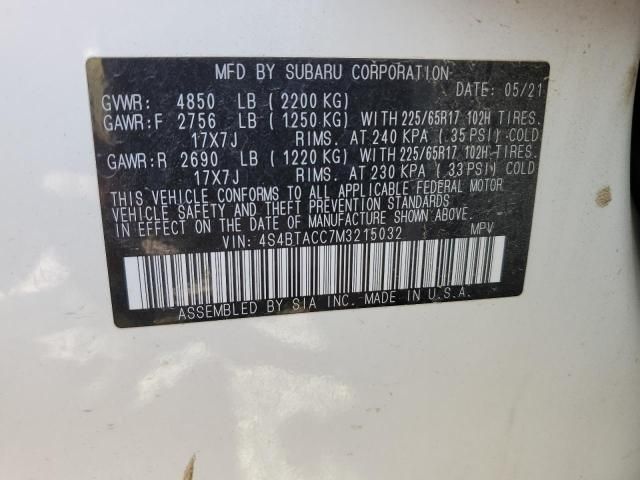 MFD BY SUBARU CORPORATION
DATE: 05/21
GVWR: 4850 LB (2200 KG)
GAWR:F 2756 LB (1250 KG) WITH 225/65R17 102H TIRES.
17X7J RIMS. AT 240 KPA (.35 PSI) COLD
GAWR:R 2690 LB (1220 KG) WITH 225/65R17 102H TIRES.
17X7J RIMS. AT 230 KPA (.33 PSI) COLD
THIS VEHICLE CONFORMS TO ALL APPLICABLE FEDERAL MOTOR
VEHICLE SAFETY AND THEFT PREVENTION STANDARDS
IN EFFECT ON THE DATE OF MANUFACTURE SHOWN ABOVE.
VIN: 4S4BTACC7M3215032 MPV
ASSEMBLED BY SIA INC. MADE IN U.S.A.